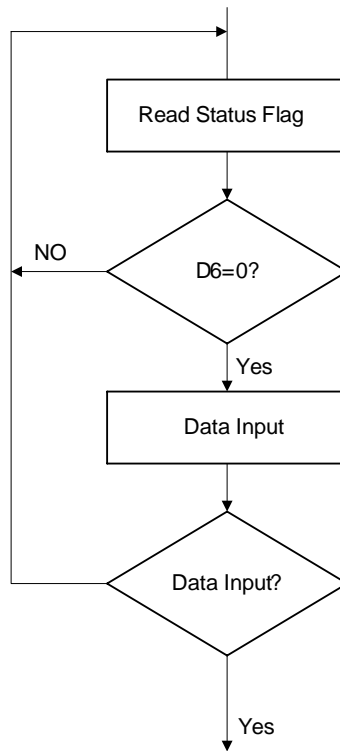 Read Status Flag
D6=0?
NO
Yes
Data Input
Data Input?
Yes